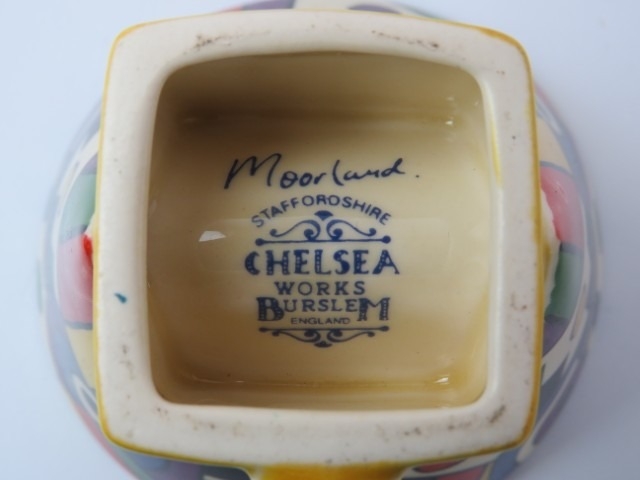 Moorland.
STAFFORDSHIRE
CHELSEA
WORKS
BURSLEM
ENGLAND